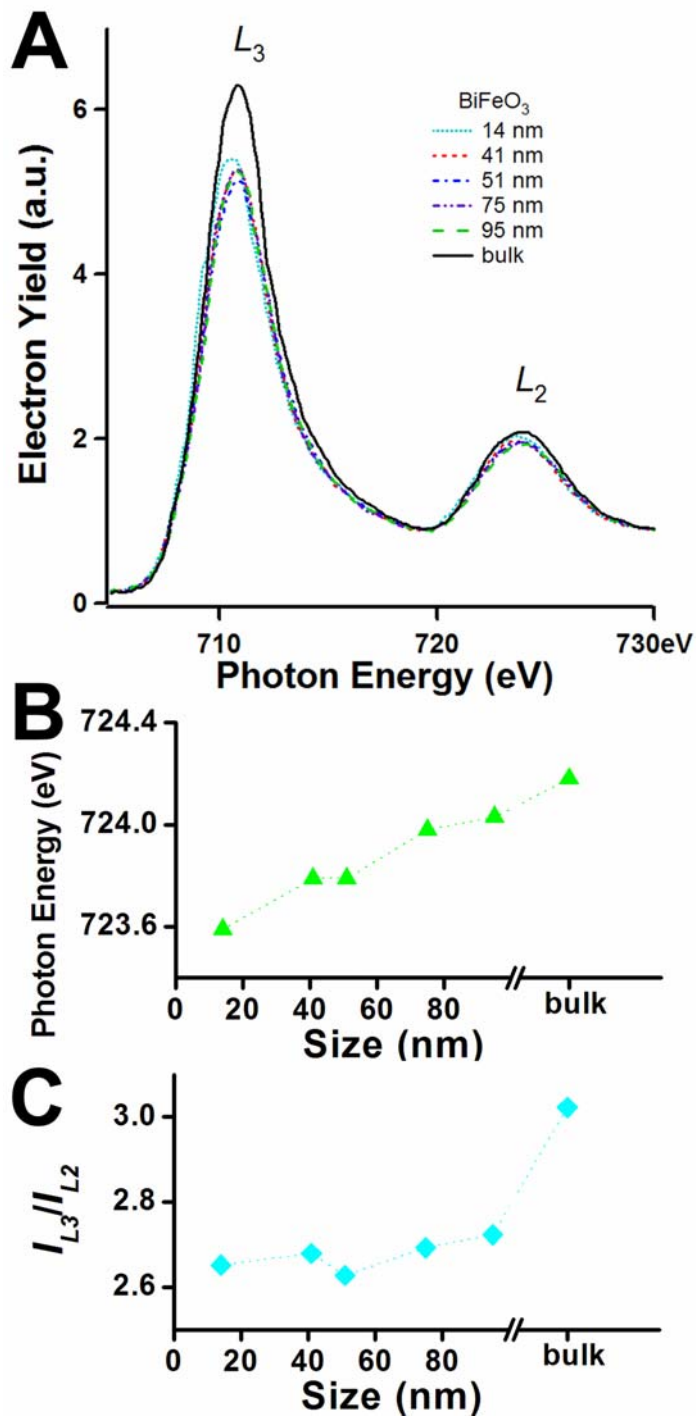 A
L3
L2
BiFeO3
14 nm
41 nm
51 nm
75 nm
95 nm
bulk
Electron Yield (a.u.)
6
4
2
0
710
720
730eV
Photon Energy (eV)
B
Photon Energy (eV)
724.4
724.0
723.6
0
20
40
60
80
bulk
Size (nm)
C
IL3/IL2
3.0
2.8
2.6
0
20
40
60
80
bulk
Size (nm)